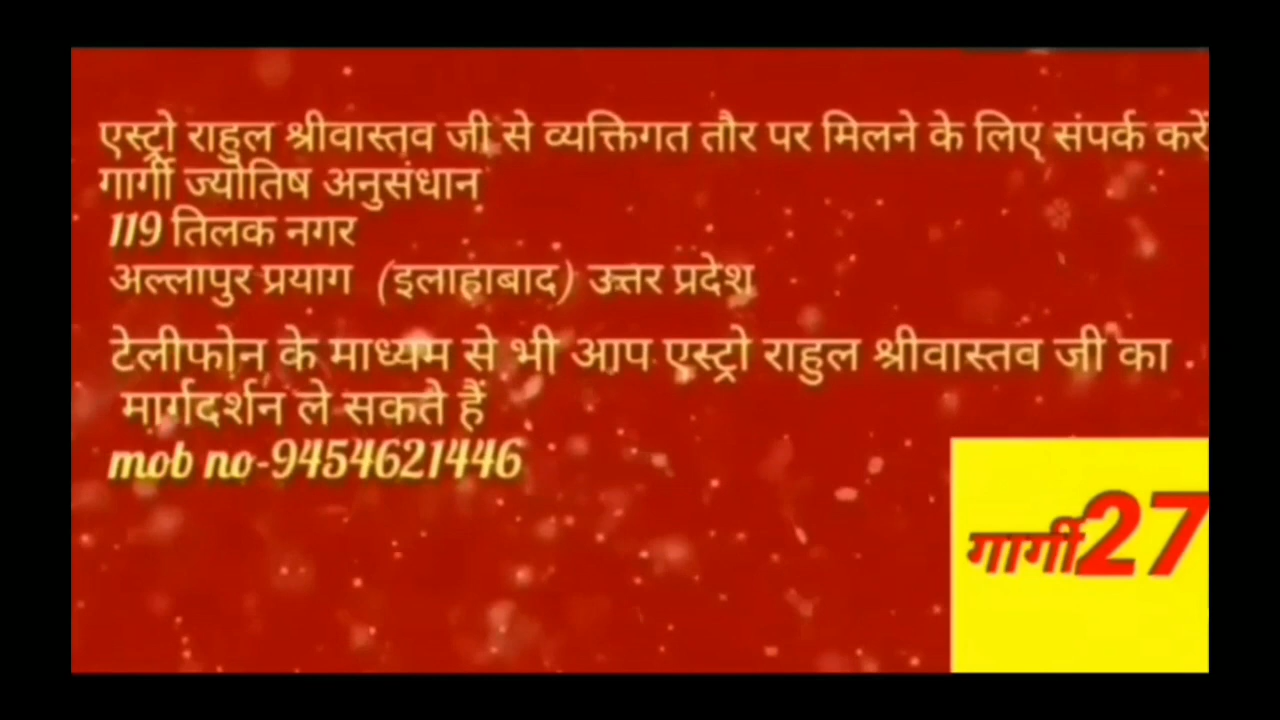 एस्ट्रो राहुल श्रीवास्तव जी से व्यक्तिगत तौर पर मिलने के लिए संपर्क करें
गार्गी ज्योतिष अनुसंधान
119 तिलक नगर
अल्लापुर प्रयाग (इलाहाबाद) उत्तर प्रदेश
टेलीफोन के माध्यम से भी आप एस्ट्रो राहुल श्रीवास्तव जी का
मार्गदर्शन ले सकते हैं
mob no-9454621446
गार्गी27